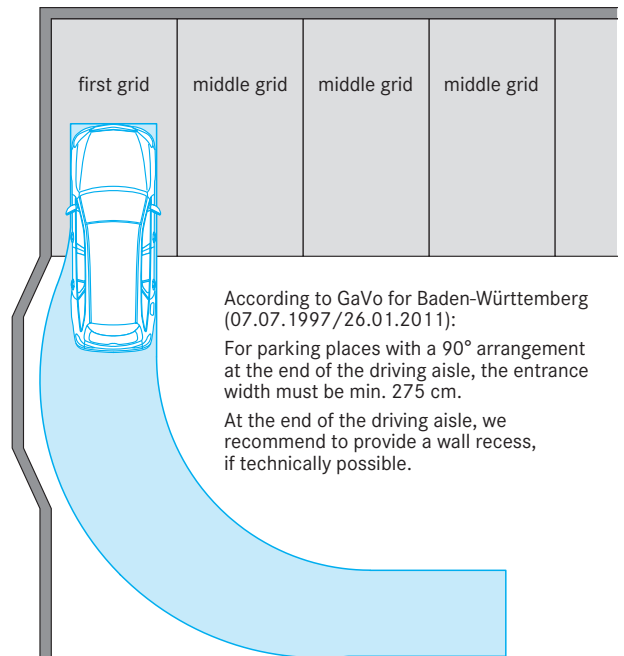 first grid
middle grid
middle grid
middle grid
According to GaVo for Baden-Württemberg
(07.07.1997/26.01.2011):
For parking places with a 90° arrangement
at the end of the driving aisle, the entrance
width must be min. 275 cm.
At the end of the driving aisle, we
recommend to provide a wall recess,
if technically possible.